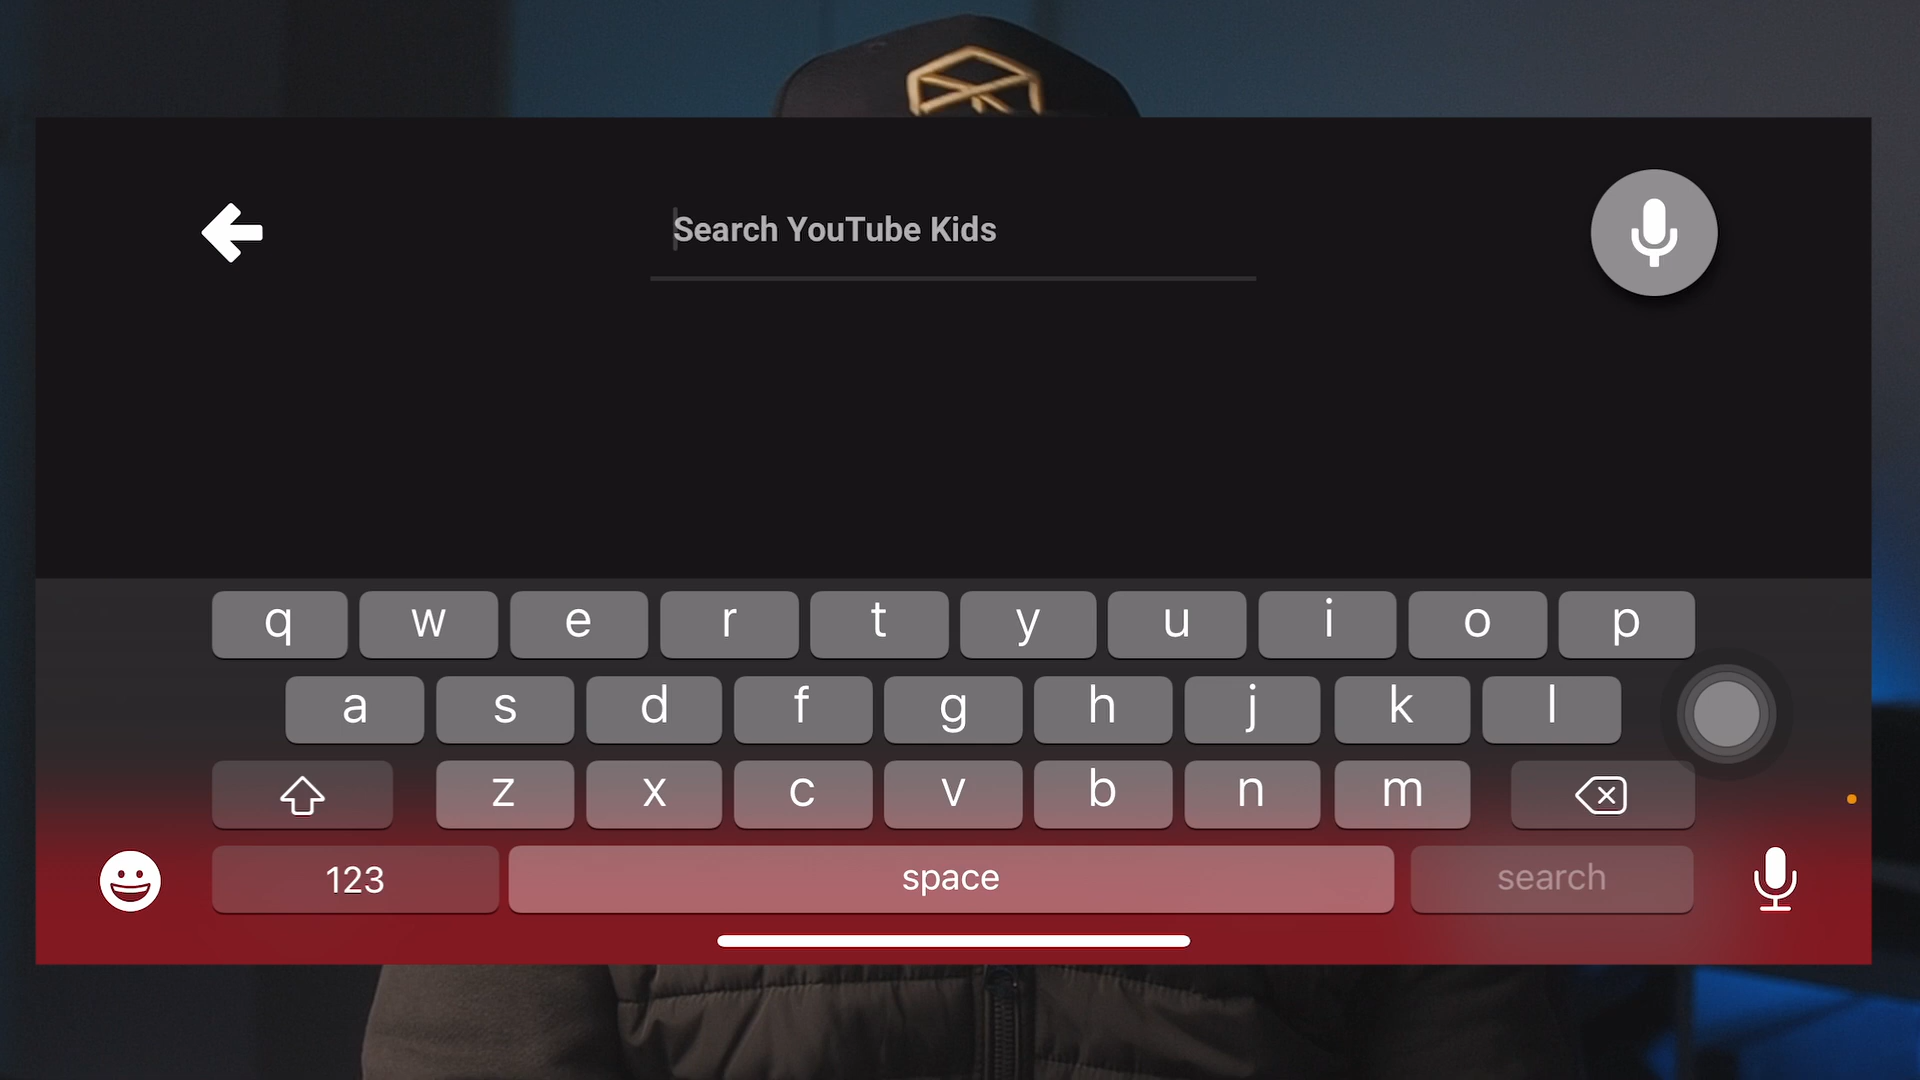 Search YouTube Kids
q w e r t y u i o p
a s d f g h j k l
z x c v b n m
123 space search